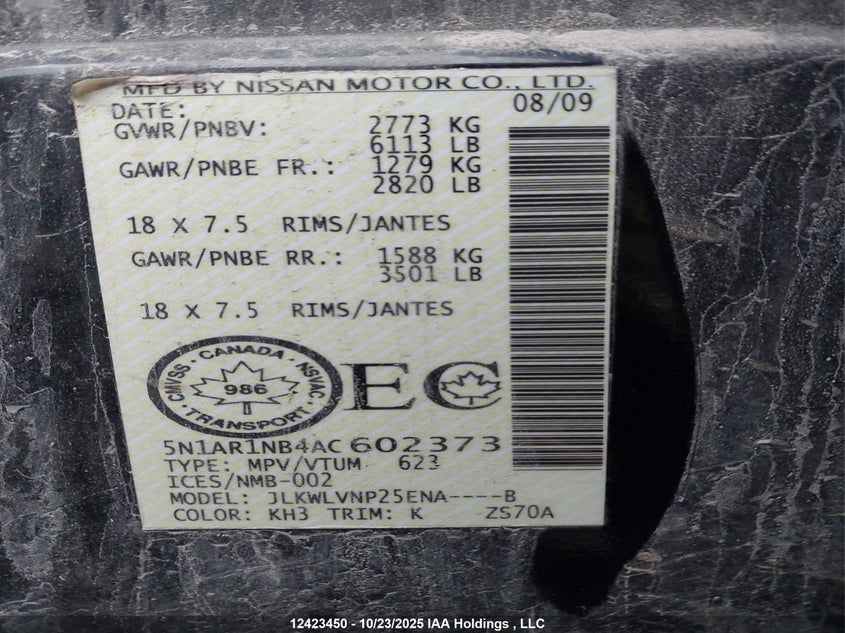 MFD BY NISSAN MOTOR CO., LTD.
DATE: 08/09
GVWR/PNBV: 2773 KG
6113 LB
GAWR/PNBE FR.: 1279 KG
2820 LB
18 X 7.5 RIMS/JANTES
GAWR/PNBE RR.: 1588 KG
3501 LB
18 X 7.5 RIMS/JANTES
CMVSS · CANADA · NSVAC · TRANSPORT ·
986
EC
5N1AR1NB4AC602373
TYPE: MPV/VTUM 623
ICES/NMB-002
MODEL: JLKWLVNP25ENA----B
COLOR: KH3 TRIM: K ZS70A
12423450 - 10/23/2025 IAA Holdings , LLC